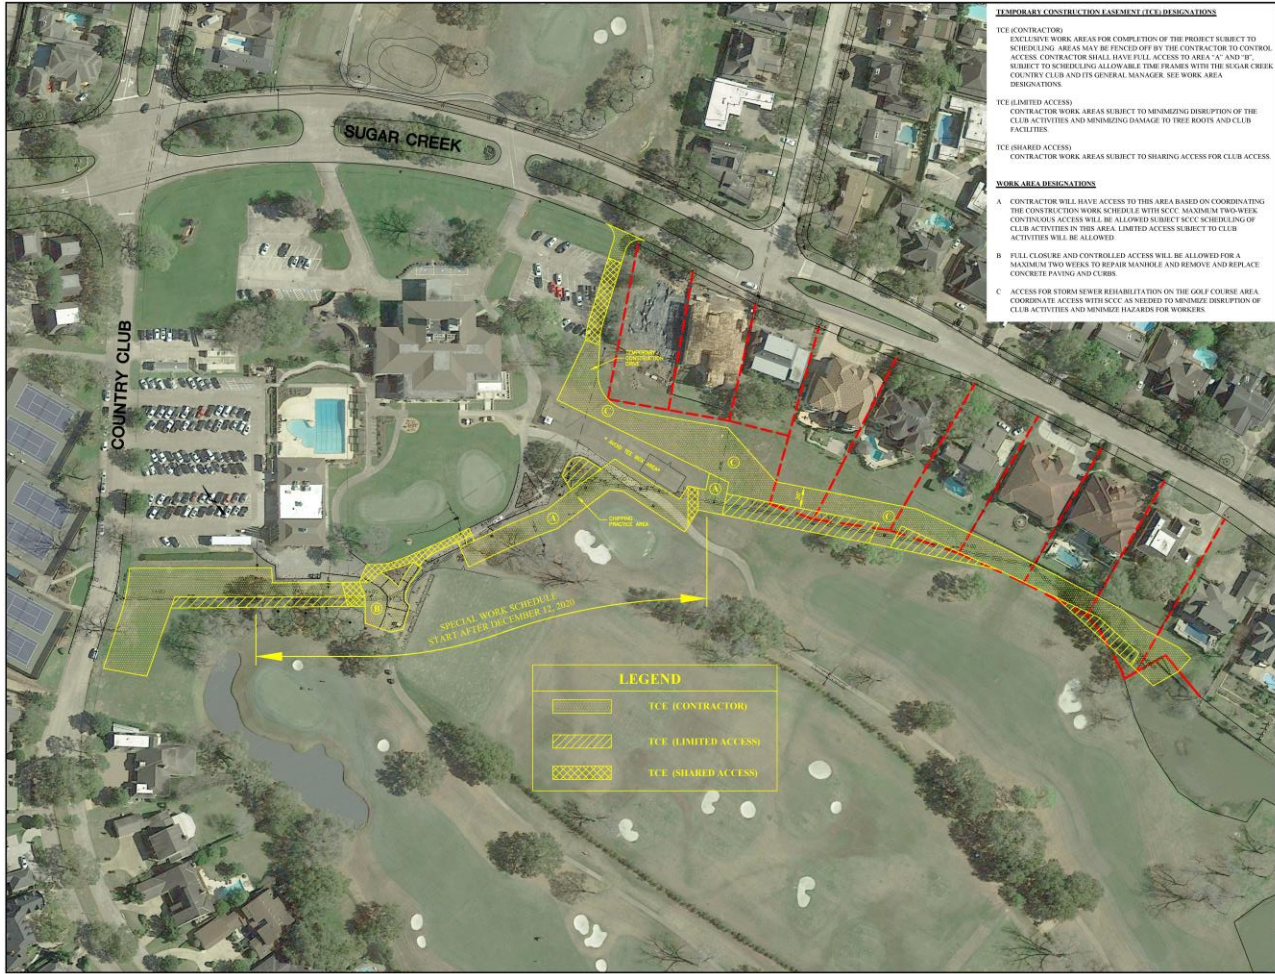 TEMPORARY CONSTRUCTION EASEMENT (TCE) DESIGNATIONS
TCE (CONTRACTOR)
EXCLUSIVE WORK AREAS FOR COMPLETION OF THE PROJECT SUBJECT TO
SCHEDULING. AREAS MAY BE FENCED OFF BY THE CONTRACTOR TO CONTROL
ACCESS. CONTRACTOR SHALL HAVE FULL ACCESS TO AREA "A" AND "B",
SUBJECT TO SCHEDULING ALLOWABLE TIME FRAMES WITH THE SUGAR CREEK
COUNTRY CLUB AND ITS GENERAL MANAGER. SEE WORK AREA
DESIGNATIONS.
TCE (LIMITED ACCESS)
CONTRACTOR WORK AREAS SUBJECT TO MINIMIZING DISRUPTION OF THE
CLUB ACTIVITIES AND MINIMIZING DAMAGE TO TREE ROOTS AND CLUB
FACILITIES.
TCE (SHARED ACCESS)
CONTRACTOR WORK AREAS SUBJECT TO SHARING ACCESS FOR CLUB ACCESS.
WORK AREA DESIGNATIONS
A CONTRACTOR WILL HAVE ACCESS TO THIS AREA BASED ON COORDINATING
THE CONSTRUCTION WORK SCHEDULE WITH SCCC. MAXIMUM TWO-WEEK
CONTINUOUS ACCESS WILL BE ALLOWED SUBJECT SCCC SCHEDULING OF
CLUB ACTIVITIES IN THIS AREA. LIMITED ACCESS SUBJECT TO CLUB
ACTIVITIES WILL BE ALLOWED.
B FULL CLOSURE AND CONTROLLED ACCESS WILL BE ALLOWED FOR A
MAXIMUM TWO WEEKS TO REPAIR MANHOLE AND REMOVE AND REPLACE
CONCRETE PAVING AND CURBS.
C ACCESS FOR STORM SEWER REHABILITATION ON THE GOLF COURSE AREA.
COORDINATE ACCESS WITH SCCC AS NEEDED TO MINIMIZE DISRUPTION OF
CLUB ACTIVITIES AND MINIMIZE HAZARDS FOR WORKERS.
SUGAR CREEK
COUNTRY CLUB
TEMPORARY
CONSTRUCTION
DRIVE
C
C
A
C
A
CHIPPING
PRACTICE AREA
B
SPECIAL WORK SCHEDULE
START AFTER DECEMBER 12, 2020
LEGEND
TCE (CONTRACTOR)
TCE (LIMITED ACCESS)
TCE (SHARED ACCESS)